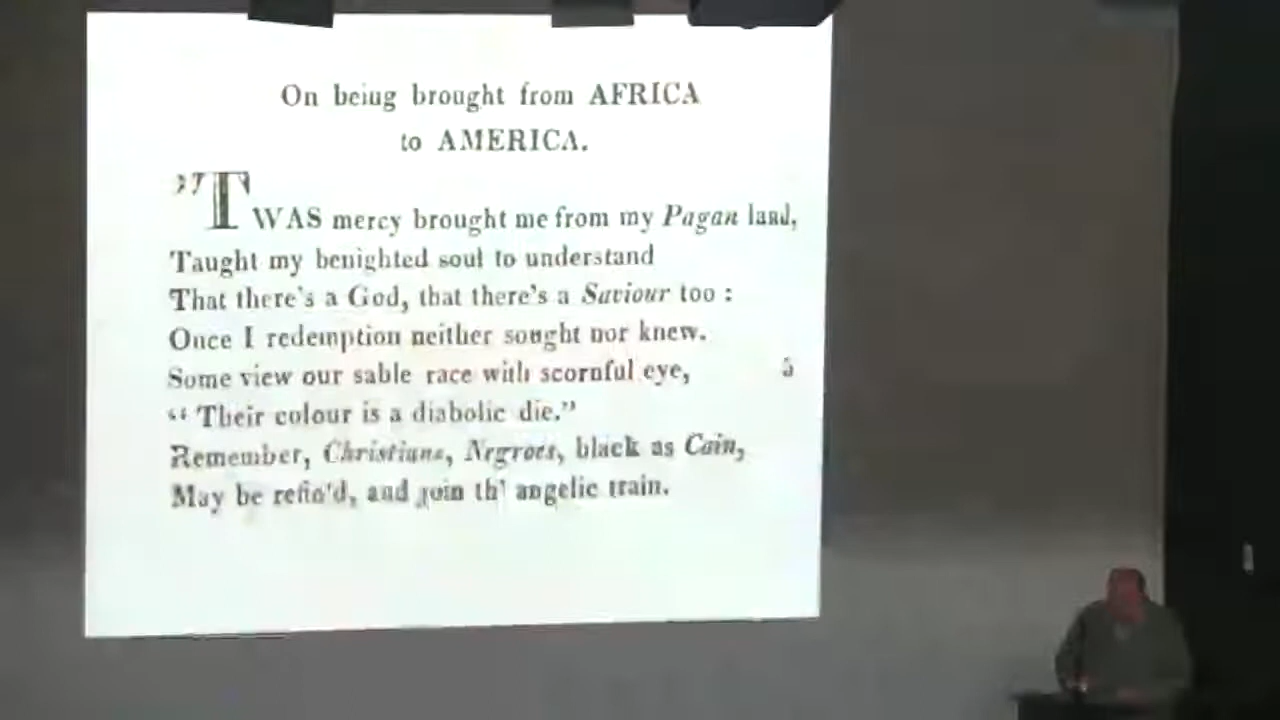 On being brought from AFRICA
to AMERICA.
'TWAS mercy brought me from my Pagan land,
Taught my benighted soul to understand
That there's a God, that there's a Saviour too :
Once I redemption neither sought nor knew.
Some view our sable race with scornful eye, 5
“ Their colour is a diabolic die.”
Remember, Christians, Negroes, black as Cain,
May be refin'd, and join th' angelic train.